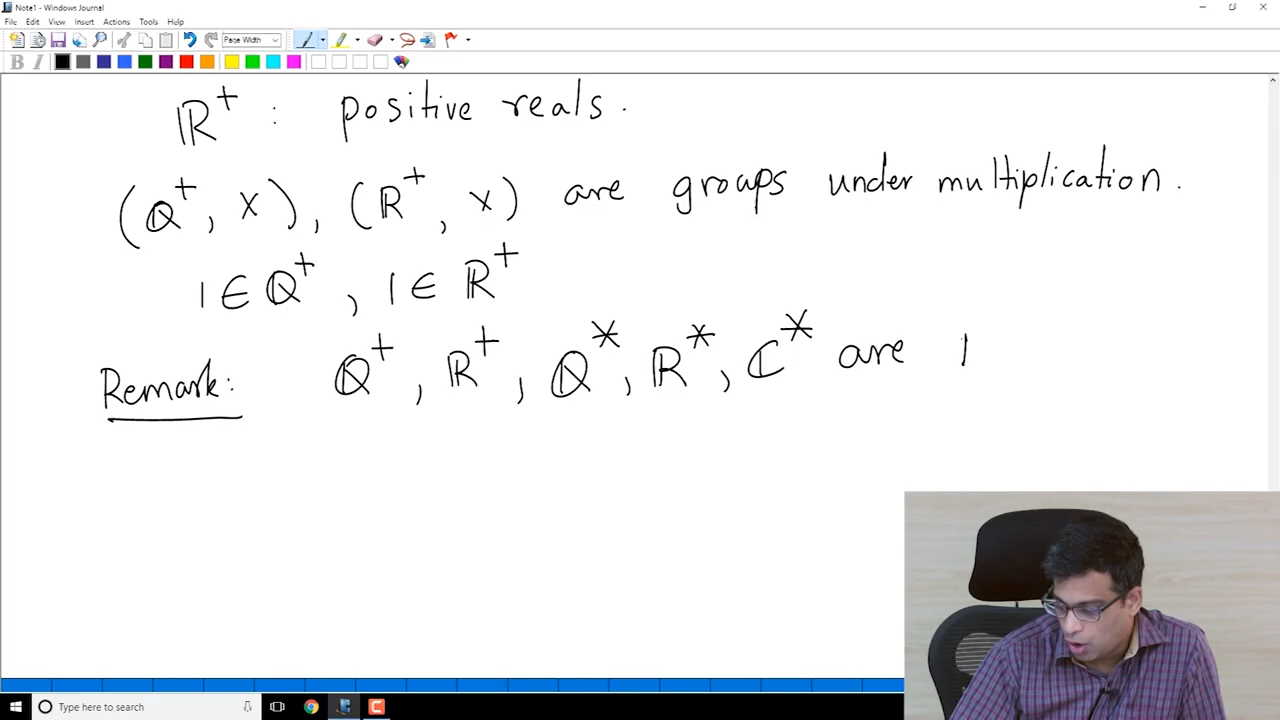 Note1 - Windows Journal
File Edit View Insert Actions Tools Help
Page Width
B I
ℝ⁺ : positive reals.
(ℚ⁺, ×), (ℝ⁺, ×) are groups under multiplication.
1 ∈ ℚ⁺, 1 ∈ ℝ⁺
Remark: ℚ⁺, ℝ⁺, ℚ*, ℝ*, ℂ* are
Type here to search